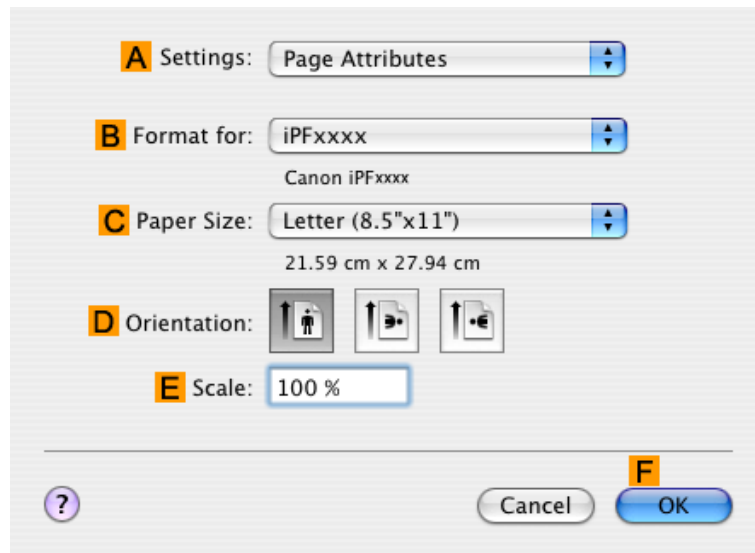 A Settings: Page Attributes
B Format for: iPFxxxx
Canon iPFxxxx
C Paper Size: Letter (8.5"x11")
21.59 cm x 27.94 cm
D Orientation:
E Scale: 100 %
F
? Cancel OK